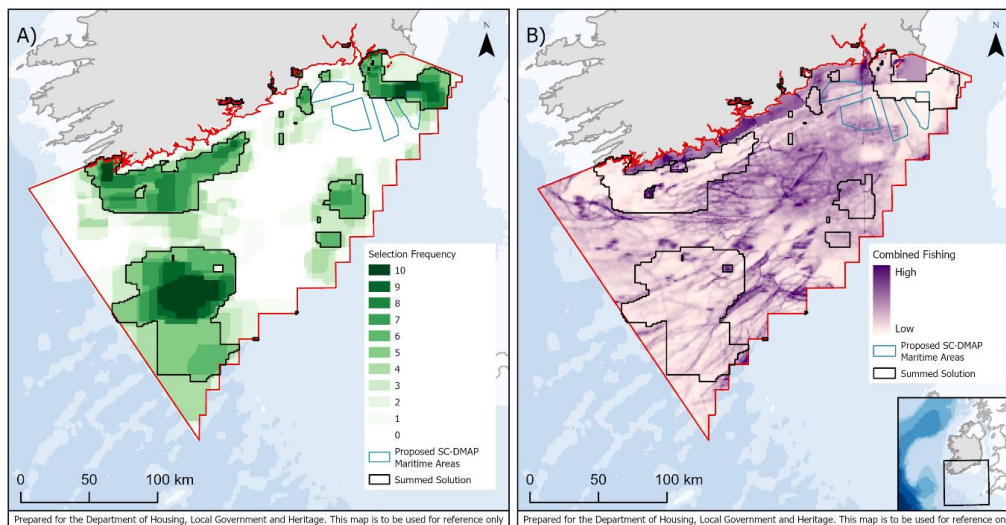 A)
N
Selection Frequency
10
9
8
7
6
5
4
3
2
1
0
Proposed SC-DMAP
Maritime Areas
Summed Solution
0 50 100 km
Prepared for the Department of Housing, Local Government and Heritage. This map is to be used for reference only
B)
N
Combined Fishing
High
Low
Proposed SC-DMAP
Maritime Areas
Summed Solution
0 50 100 km
Prepared for the Department of Housing, Local Government and Heritage. This map is to be used for reference only